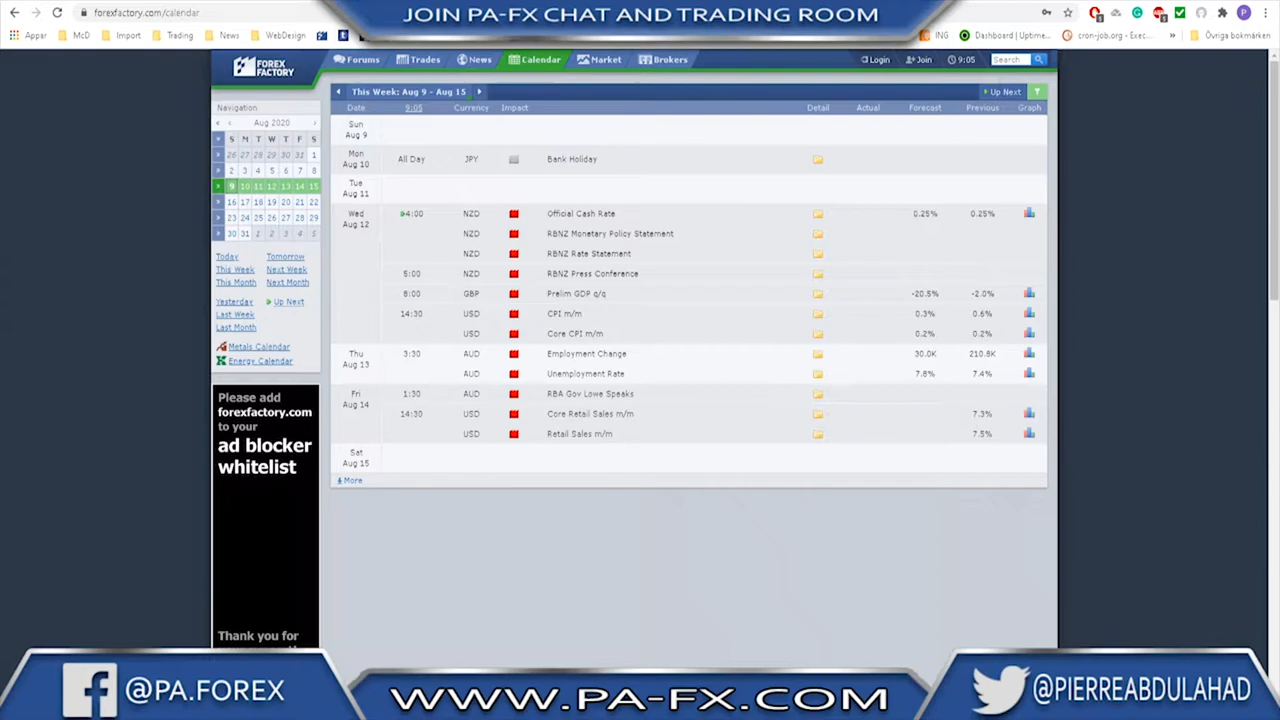 JOIN PA-FX CHAT AND TRADING ROOM
forexfactory.com/calendar
Appar McD Import Trading News WebDesign ING Dashboard | Uptime... cron-job.org - Exec... » Övriga bokmärken
FOREX FACTORY
Forums Trades News Calendar Market Brokers Login Join 9:05 Search
Navigation
Aug 2020
S M T W T F S
26 27 28 29 30 31 1
2 3 4 5 6 7 8
9 10 11 12 13 14 15
16 17 18 19 20 21 22
23 24 25 26 27 28 29
30 31 1 2 3 4 5
Today Tomorrow
This Week Next Week
This Month Next Month
Yesterday Up Next
Last Week
Last Month
Metals Calendar
Energy Calendar
Please add
forexfactory.com
to your
ad blocker
whitelist
Thank you for
This Week: Aug 9 - Aug 15 Up Next
Date 9:05 Currency Impact Detail Actual Forecast Previous Graph
Sun
Aug 9
Mon
Aug 10 All Day JPY Bank Holiday
Tue
Aug 11
Wed
Aug 12 4:00 NZD Official Cash Rate 0.25% 0.25%
NZD RBNZ Monetary Policy Statement
NZD RBNZ Rate Statement
5:00 NZD RBNZ Press Conference
8:00 GBP Prelim GDP q/q -20.5% -2.0%
14:30 USD CPI m/m 0.3% 0.6%
USD Core CPI m/m 0.2% 0.2%
Thu
Aug 13 3:30 AUD Employment Change 30.0K 210.8K
AUD Unemployment Rate 7.8% 7.4%
Fri
Aug 14 1:30 AUD RBA Gov Lowe Speaks
14:30 USD Core Retail Sales m/m 7.3%
USD Retail Sales m/m 7.5%
Sat
Aug 15
More
@PA.FOREX
WWW.PA-FX.COM
@PIERREABDULAHAD